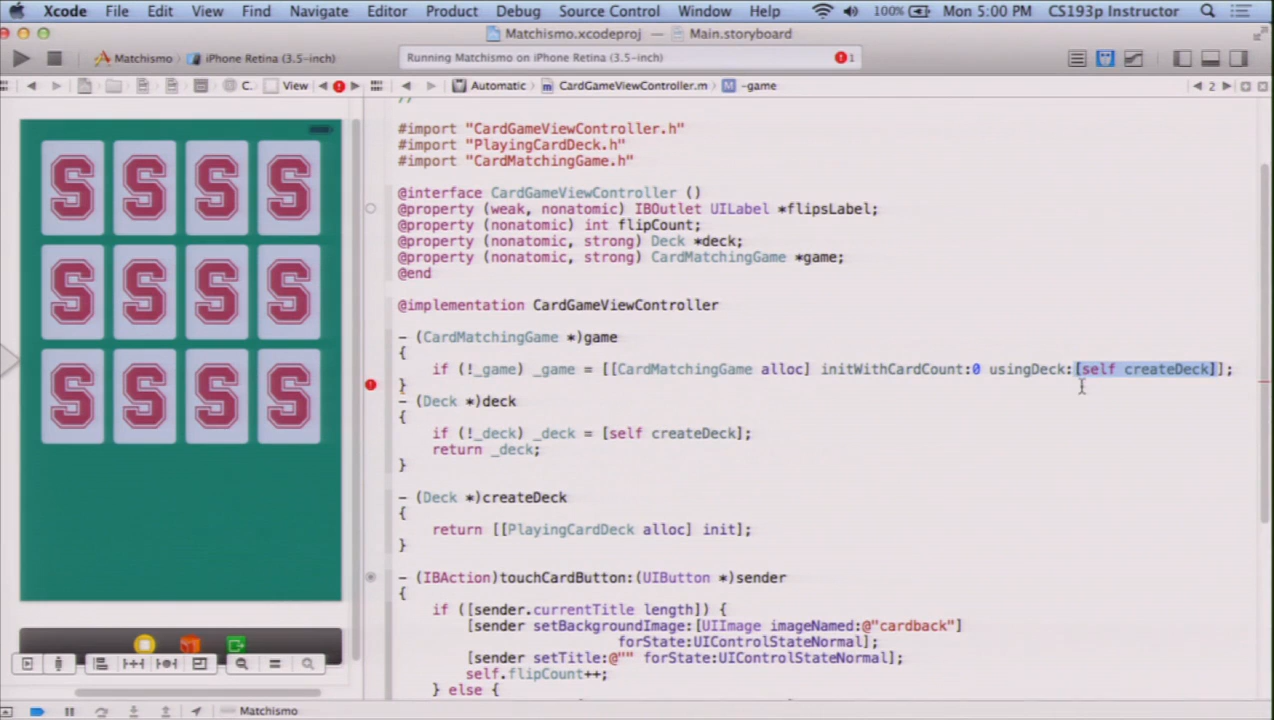 Xcode File Edit View Find Navigate Editor Product Debug Source Control Window Help 100% Mon 5:00 PM CS193p Instructor
Matchismo.xcodeproj — Main.storyboard
Matchismo iPhone Retina (3.5-inch) Running Matchismo on iPhone Retina (3.5-inch) 1
C. View Automatic CardGameViewController.m M -game 2
//
#import "CardGameViewController.h"
#import "PlayingCardDeck.h"
#import "CardMatchingGame.h"
@interface CardGameViewController ()
@property (weak, nonatomic) IBOutlet UILabel *flipsLabel;
@property (nonatomic) int flipCount;
@property (nonatomic, strong) Deck *deck;
@property (nonatomic, strong) CardMatchingGame *game;
@end
@implementation CardGameViewController
- (CardMatchingGame *)game
{
if (!_game) _game = [[CardMatchingGame alloc] initWithCardCount:0 usingDeck:[self createDeck]];
}
- (Deck *)deck
{
if (!_deck) _deck = [self createDeck];
return _deck;
}
- (Deck *)createDeck
{
return [[PlayingCardDeck alloc] init];
}
- (IBAction)touchCardButton:(UIButton *)sender
{
if ([sender.currentTitle length]) {
[sender setBackgroundImage:[UIImage imageNamed:@"cardback"]
forState:UIControlStateNormal];
[sender setTitle:@"" forState:UIControlStateNormal];
self.flipCount++;
} else {
S S S S
S S S S
S S S S
Matchismo